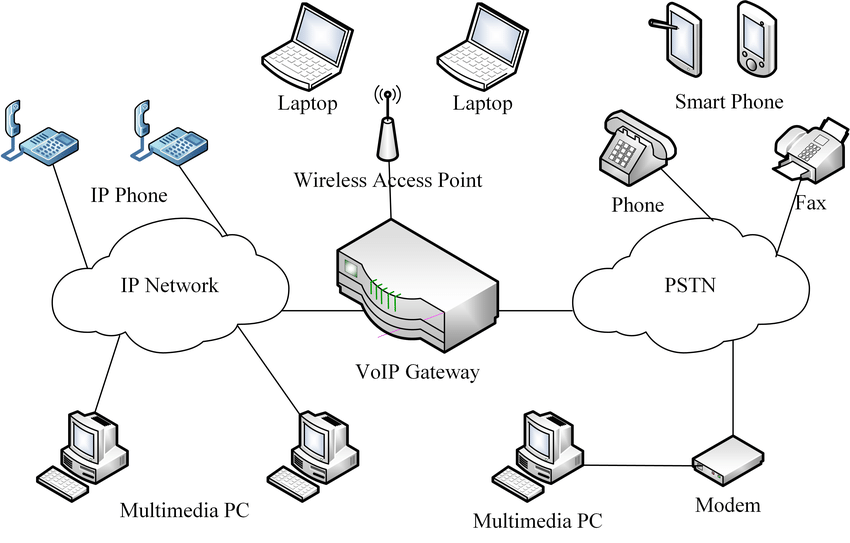 Laptop
Laptop
Smart Phone
IP Phone
Wireless Access Point
Phone
Fax
IP Network
PSTN
VoIP Gateway
Multimedia PC
Multimedia PC
Modem